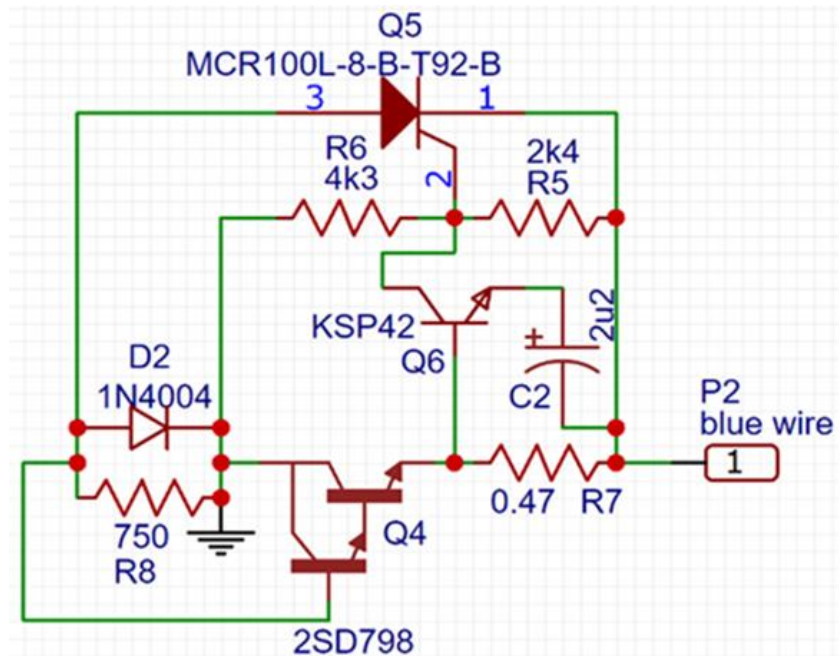 Q5
MCR100L-8-B-T92-B
3
1
R6
4k3
2
2k4
R5
KSP42
Q6
2u2
C2
D2
1N4004
P2
blue wire
1
0.47 R7
750
R8
Q4
2SD798